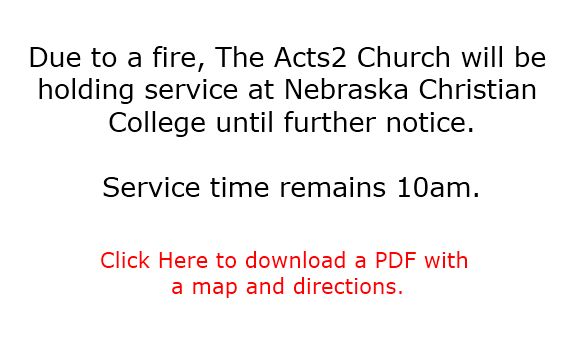 Due to a fire, The Acts2 Church will be
holding service at Nebraska Christian
College until further notice.
Service time remains 10am.
Click Here to download a PDF with
a map and directions.